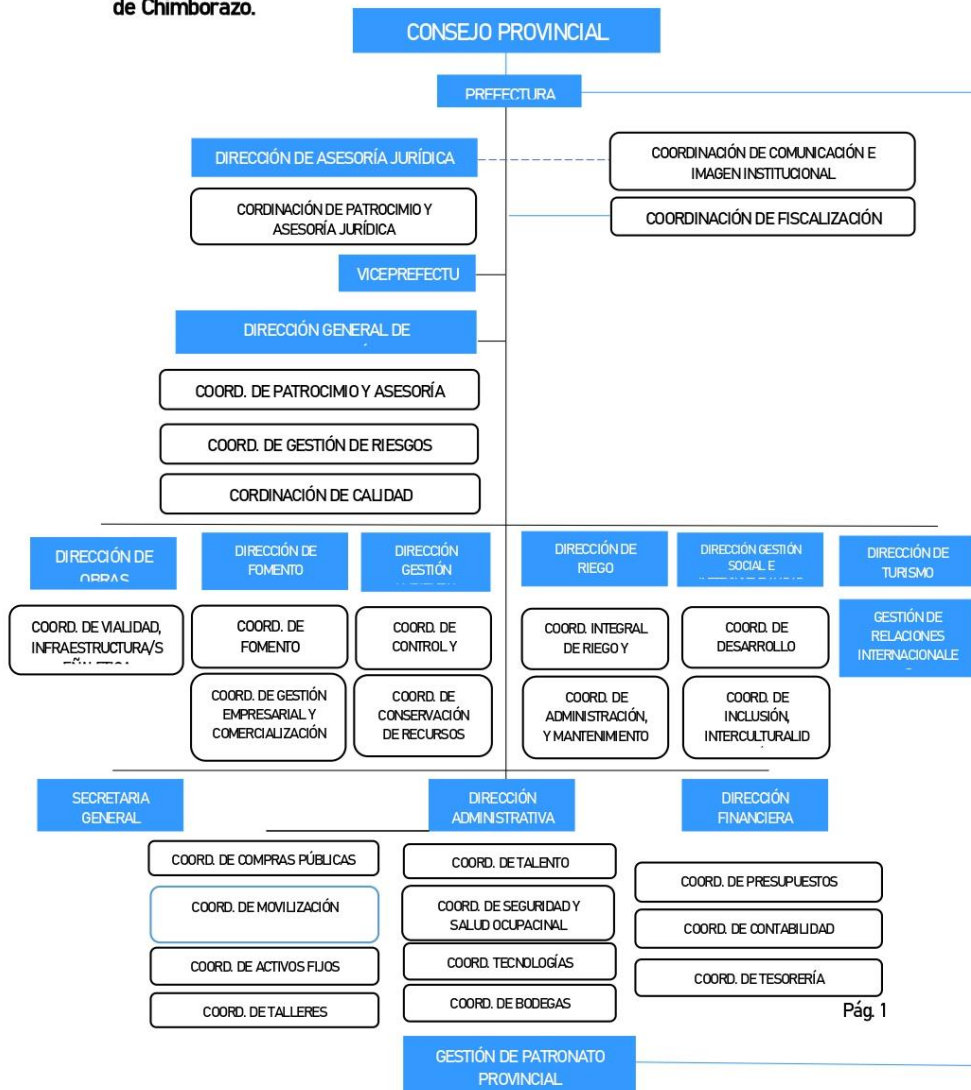 de Chimborazo.
CONSEJO PROVINCIAL
PREFECTURA
DIRECCIÓN DE ASESORÍA JURÍDICA
COORDINACIÓN DE COMUNICACIÓN E
IMAGEN INSTITUCIONAL
CORDINACIÓN DE PATROCIMIO Y
ASESORÍA JURÍDICA
COORDINACIÓN DE FISCALIZACIÓN
VICEPREFECTU
DIRECCIÓN GENERAL DE
COORD. DE PATROCIMIO Y ASESORÍA
COORD. DE GESTIÓN DE RIESGOS
CORDINACIÓN DE CALIDAD
DIRECCIÓN DE
OBRAS
DIRECCIÓN DE
FOMENTO
DIRECCIÓN
GESTIÓN
DIRECCIÓN DE
RIEGO
DIRECCIÓN GESTIÓN
SOCIAL E
DIRECCIÓN DE
TURISMO
COORD. DE VIALIDAD,
INFRAESTRUCTURA/S
COORD. DE
FOMENTO
COORD. DE
CONTROL Y
COORD. INTEGRAL
DE RIEGO Y
COORD. DE
DESARROLLO
GESTIÓN DE
RELACIONES
INTERNACIONALE
COORD. DE GESTIÓN
EMPRESARIAL Y
COMERCIALIZACIÓN
COORD. DE
CONSERVACIÓN
DE RECURSOS
COORD. DE
ADMINISTRACIÓN,
Y MANTENIMIENTO
COORD. DE
INCLUSIÓN,
INTERCULTURALID
SECRETARIA
GENERAL
DIRECCIÓN
ADMINISTRATIVA
DIRECCIÓN
FINANCIERA
COORD. DE COMPRAS PÚBLICAS
COORD. DE MOVILIZACIÓN
COORD. DE ACTIVOS FIJOS
COORD. DE TALLERES
COORD. DE TALENTO
COORD. DE SEGURIDAD Y
SALUD OCUPACINAL
COORD. TECNOLOGÍAS
COORD. DE BODEGAS
COORD. DE PRESUPUESTOS
COORD. DE CONTABILIDAD
COORD. DE TESORERÍA
Pág. 1
GESTIÓN DE PATRONATO
PROVINCIAL